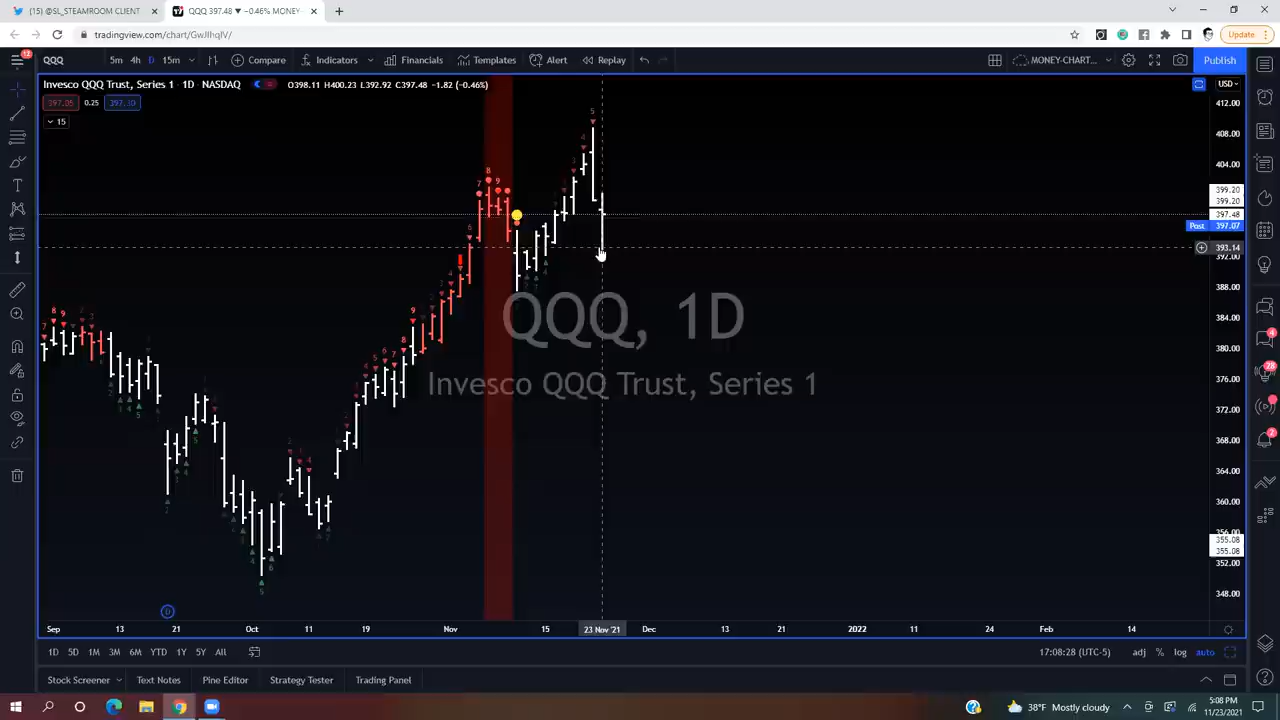 (15) @SL_STEAMROOM CLIENT
QQQ 397.48 ▼ −0.46% MONEY
tradingview.com/chart/GwJIhqIV/
Update
12
QQQ
5m 4h D 15m
Compare
Indicators
Financials
Templates
Alert
Replay
MONEY-CHART...
Publish
Invesco QQQ Trust, Series 1 · 1D · NASDAQ
O398.11 H400.23 L392.92 C397.48 −1.82 (−0.46%)
USD
397.05 0.25 397.30
15
412.00
408.00
404.00
399.20
399.20
397.48
Post 397.07
393.14
392.00
388.00
384.00
380.00
376.00
372.00
368.00
364.00
360.00
356.00
355.08
355.08
352.00
348.00
QQQ, 1D
Invesco QQQ Trust, Series 1
4
28
2
D
Sep 13 21 Oct 11 19 Nov 15 23 Nov '21 Dec 13 21 2022 11 24 Feb 14
1D 5D 1M 3M 6M YTD 1Y 5Y All
17:08:28 (UTC-5) adj % log auto
Stock Screener Text Notes Pine Editor Strategy Tester Trading Panel
38°F Mostly cloudy
5:08 PM
11/23/2021